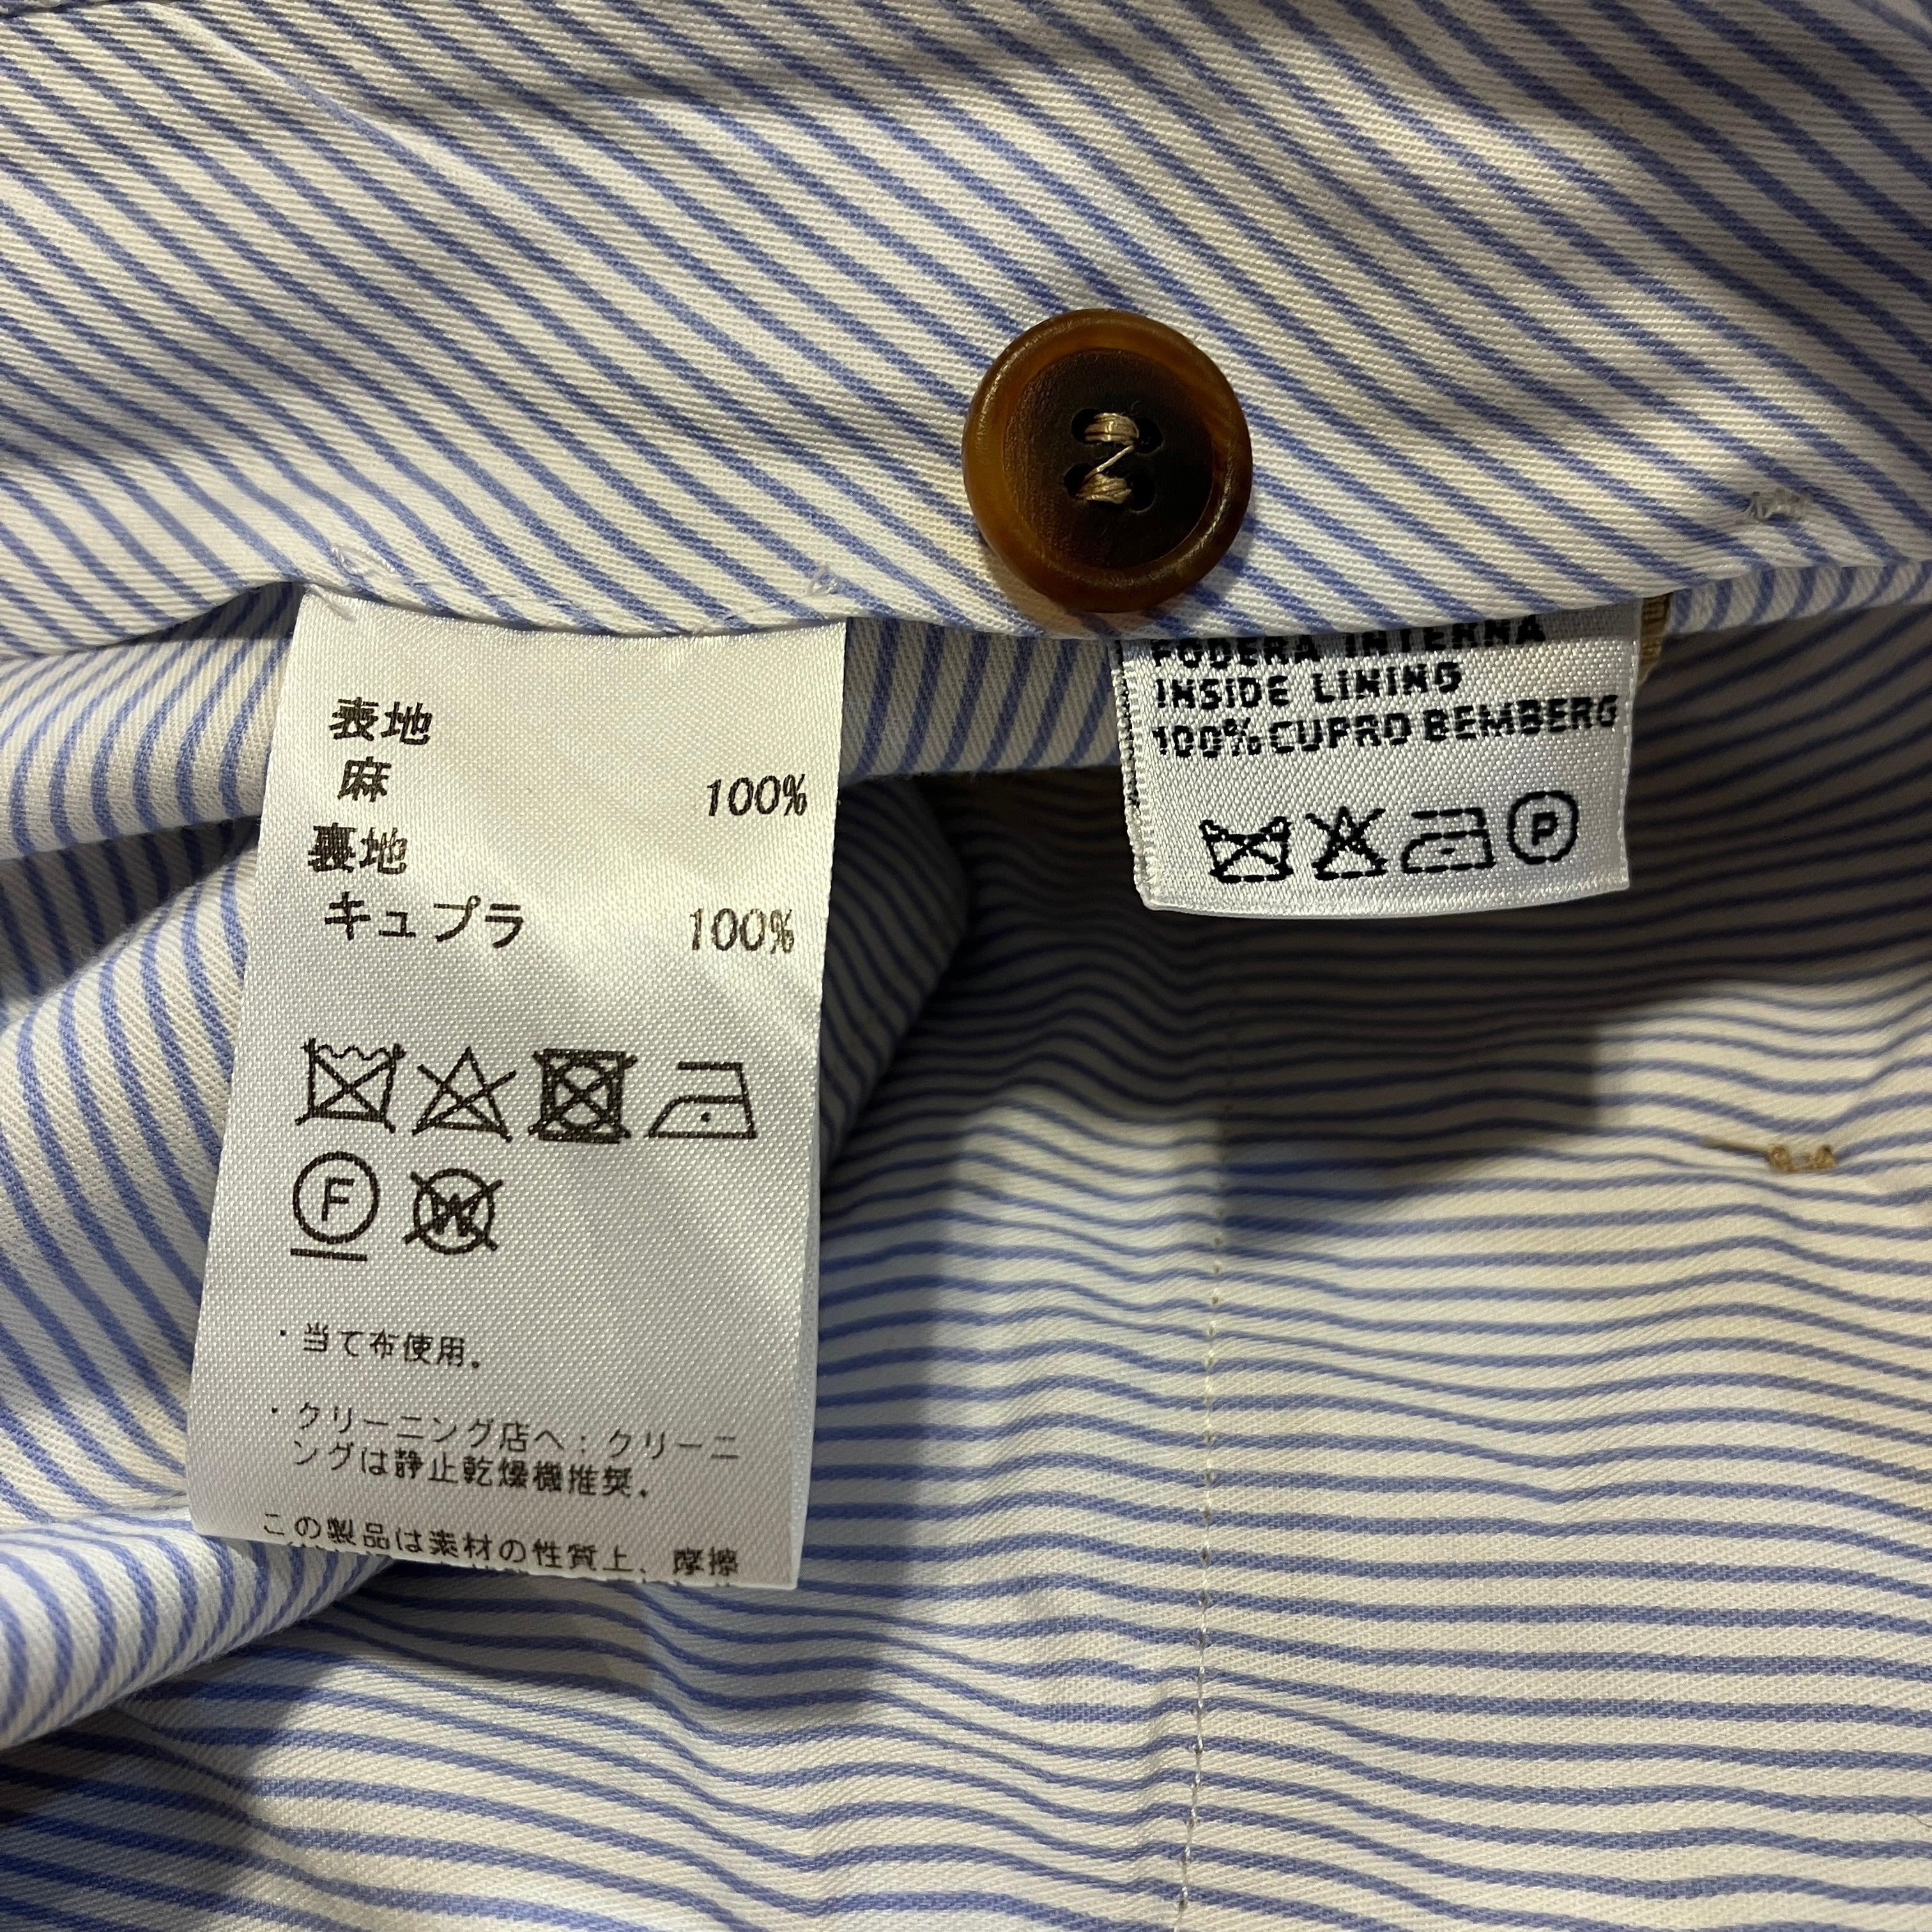 表地
麻 100%
裏地
キュプラ 100%
F
W
・当て布使用。
・クリーニング店へ：クリーニ
ングは静止乾燥機推奨。
この製品は素材の性質上、摩擦
FODERA INTERNA
INSIDE LINING
100% CUPRO BEMBERG
P